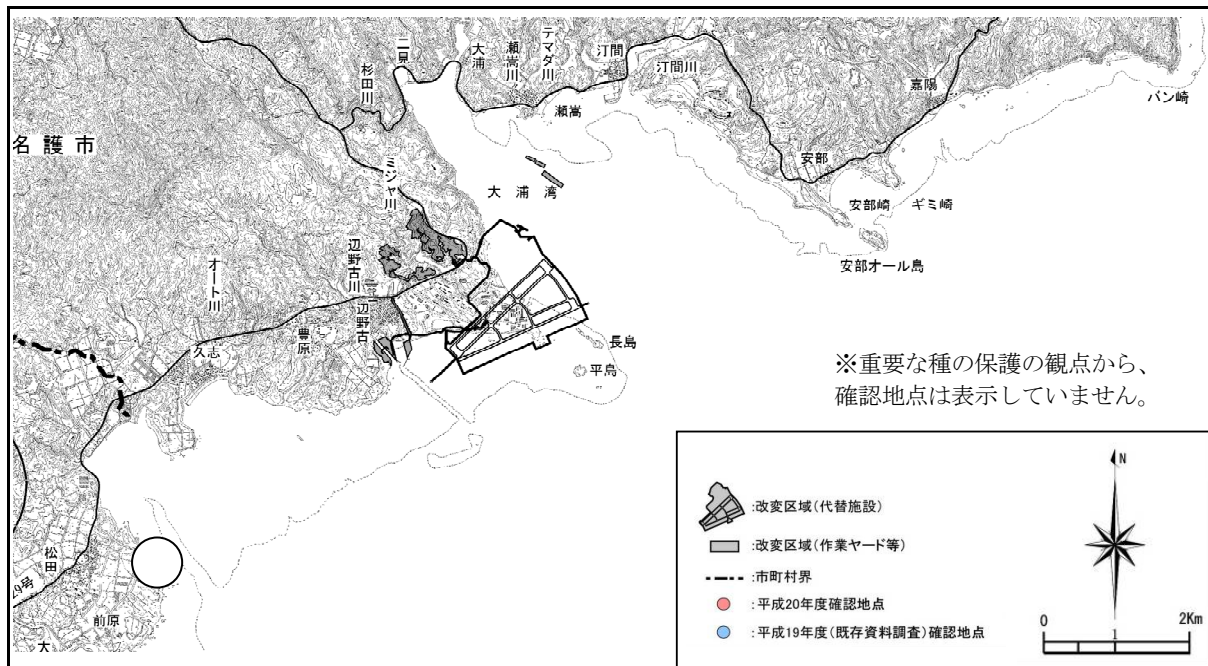 二見
大浦
瀬嵩川
テマダ川
汀間
杉田川
汀間川
嘉陽
瀬嵩
バン崎
名護市
安部
ミジャ川
大浦湾
安部崎
ギミ崎
辺野古川
安部オール島
オート川
辺野古
豊原
久志
長島
平島
※重要な種の保護の観点から、
確認地点は表示していません。
N
:改変区域(代替施設)
:改変区域(作業ヤード等)
:市町村界
:平成20年度確認地点
:平成19年度(既存資料調査)確認地点
0 1 2Km
松田
29号
前原
大